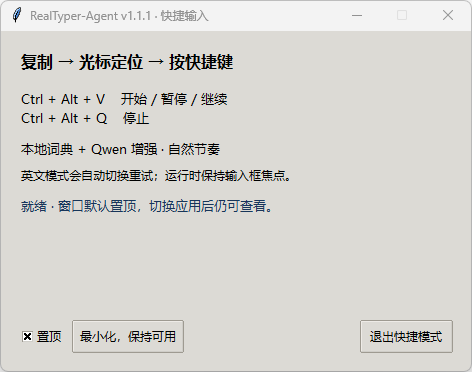 RealTyper-Agent v1.1.1 · 快捷输入
复制 → 光标定位 → 按快捷键
Ctrl + Alt + V 开始 / 暂停 / 继续
Ctrl + Alt + Q 停止
本地词典 + Qwen 增强 · 自然节奏
英文模式会自动切换重试；运行时保持输入框焦点。
就绪 · 窗口默认置顶，切换应用后仍可查看。
置顶 最小化，保持可用 退出快捷模式